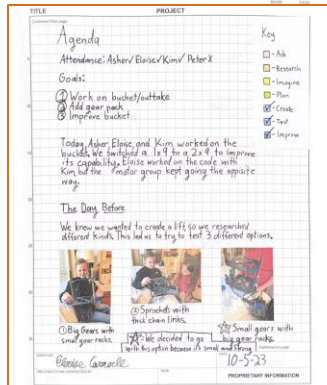 TITLE
PROJECT
Agenda
Attendance: Asher/Eloise/Kim/Peter X
Goals:
① Work on bucket/outtake
② Add gear pack
③ Improve bucket
Key
- Ask
- Research
- Imagine
- Plan
- Create
- Test
- Improve
Today, Asher, Eloise, and Kim worked on the
bucket. We switched a 1x9 to a 2x9 to improve
its capability. Eloise worked on the code with
Kim but the motor group kept going the opposite
way.
The Day Before
We knew we wanted to create a lift, so we researched
different kinds. This led us to try to test 3 different options.
① Big Gears with
small gear racks.
② Sprockets with
thick chain links.
③ Small gears with
big gear racks.
☆ - We decided to go
with this option because it's small and strong
10-5-23
PROPRIETARY INFORMATION